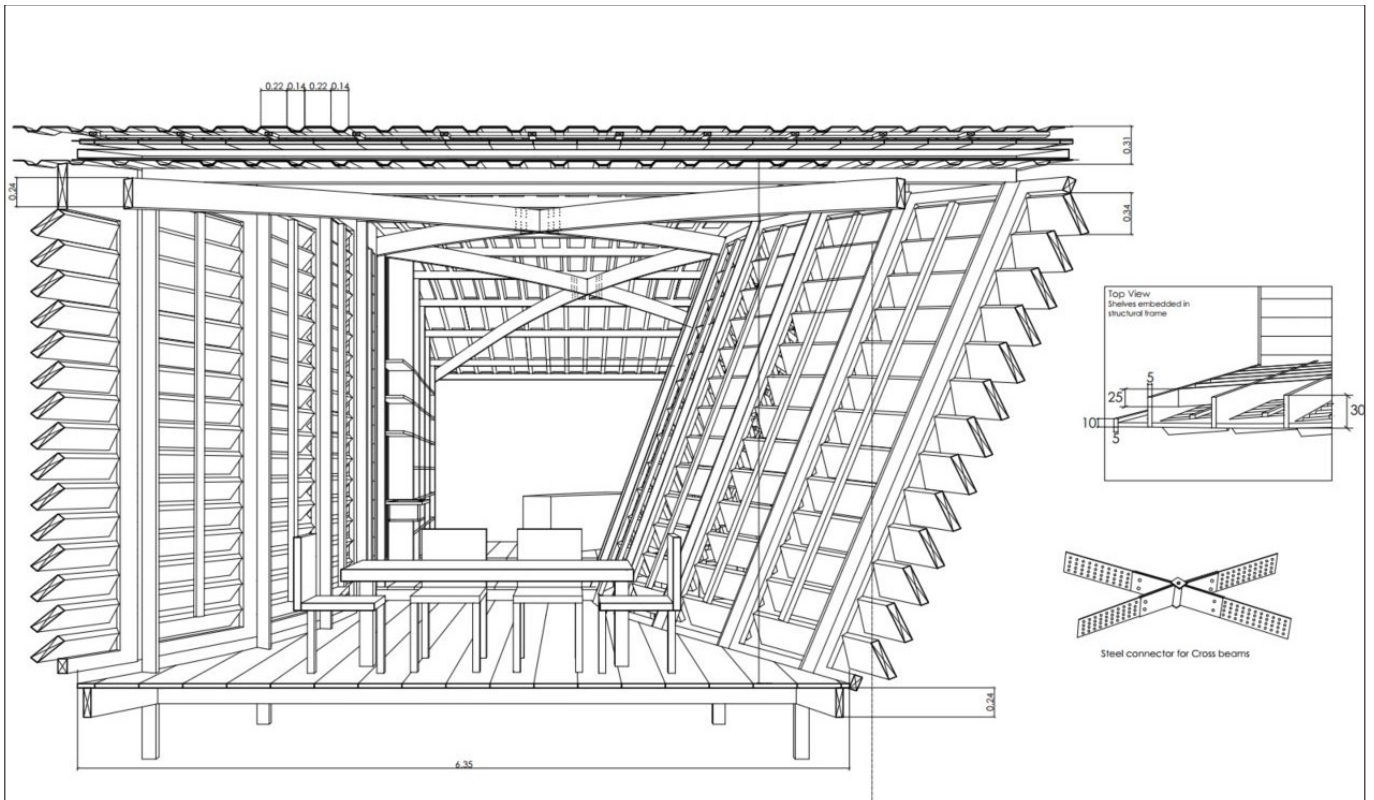 0.22 0.14 0.22 0.14
0.31
0.24
0.34
Top View
Shelves embedded in
structural frame
5
25
10
5
30
Steel connector for Cross beams
0.24
6.35